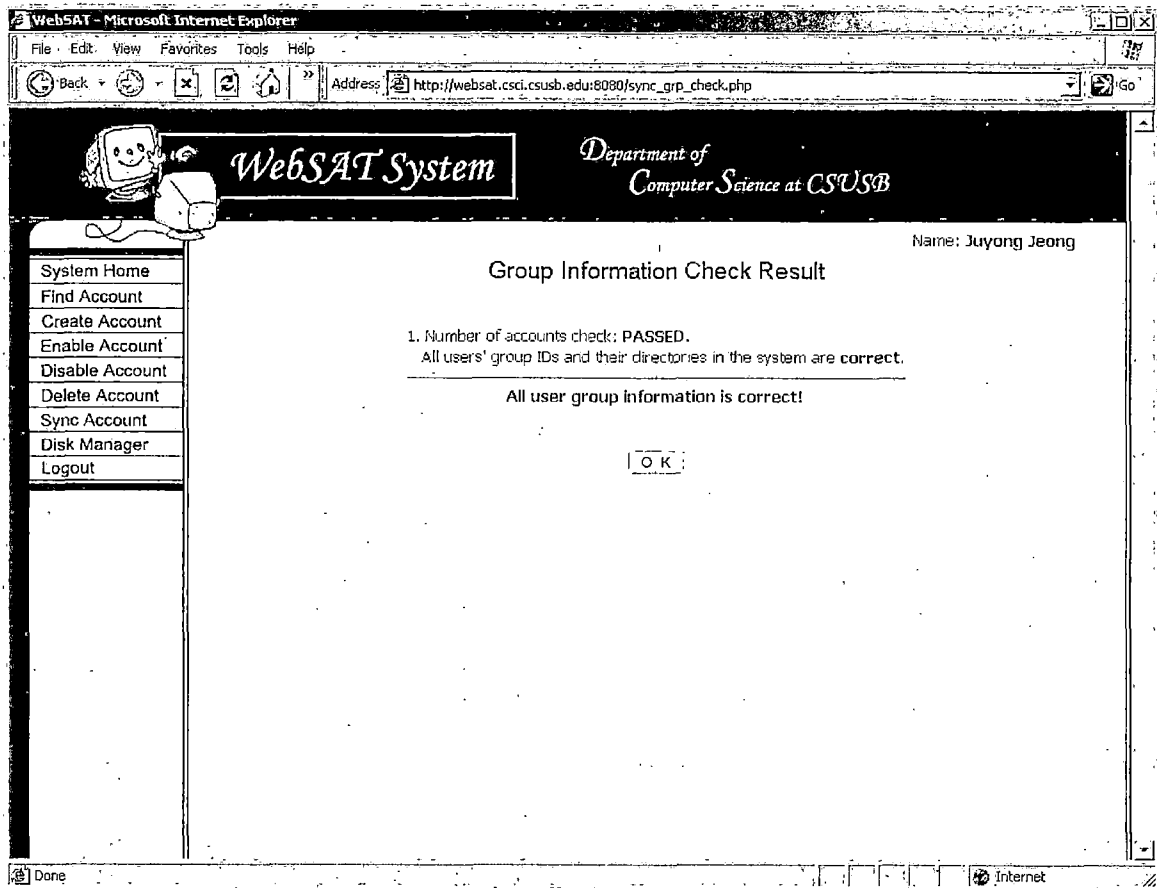 WebSAT - Microsoft Internet Explorer
File Edit View Favorites Tools Help
Back » Address http://websat.csci.csusb.edu:8080/sync_grp_check.php Go
WebSAT System
Department of
Computer Science at CSUSB
Name: Juyong Jeong
System Home
Find Account
Create Account
Enable Account
Disable Account
Delete Account
Sync Account
Disk Manager
Logout
Group Information Check Result
1. Number of accounts check: PASSED.
All users' group IDs and their directories in the system are correct.
All user group information is correct!
O K
Done
Internet